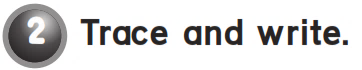 2 Trace and write.